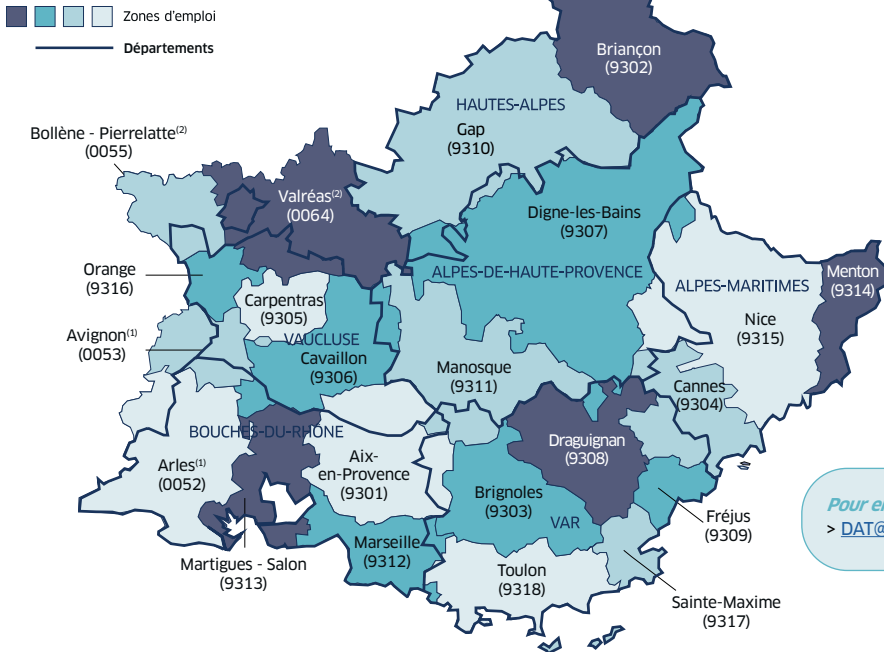 Zones d'emploi
Départements
Briançon
(9302)
HAUTES-ALPES
Gap
(9310)
Bollène - Pierrelatte(2)
(0055)
Valréas(2)
(0064)
Digne-les-Bains
(9307)
Orange
(9316)
ALPES-DE-HAUTE-PROVENCE
ALPES-MARITIMES
Menton
(9314)
Carpentras
(9305)
Nice
(9315)
Avignon(1)
(0053)
VAUCLUSE
Cavaillon
(9306)
Manosque
(9311)
Cannes
(9304)
BOUCHES-DU-RHÔNE
Draguignan
(9308)
Arles(1)
(0052)
Aix-
en-Provence
(9301)
Brignoles
(9303)
VAR
Fréjus
(9309)
Pour e
> DAT@
Marseille
(9312)
Martigues - Salon
(9313)
Toulon
(9318)
Sainte-Maxime
(9317)